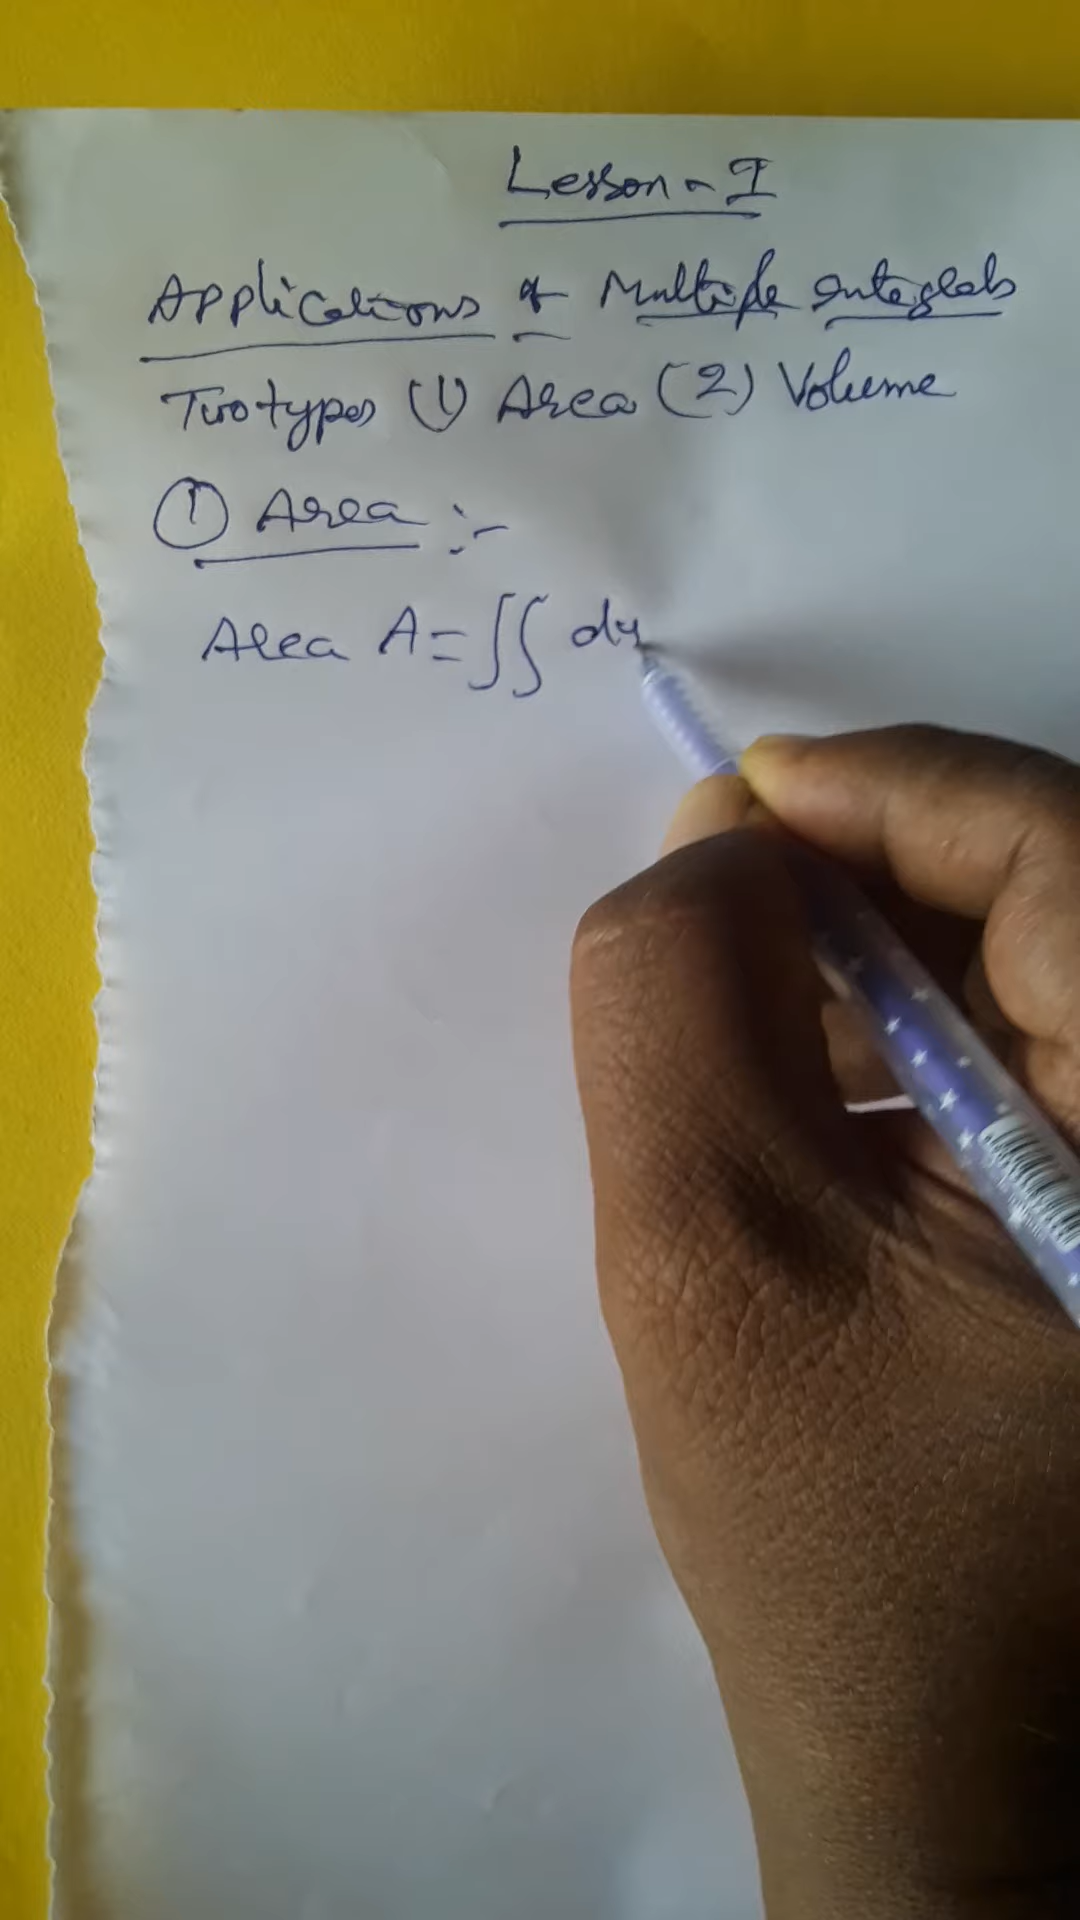 Lesson - I
Applications of Multiple integrals
Two types (1) Area (2) Volume
① Area :-
Area A = ∫∫ dy